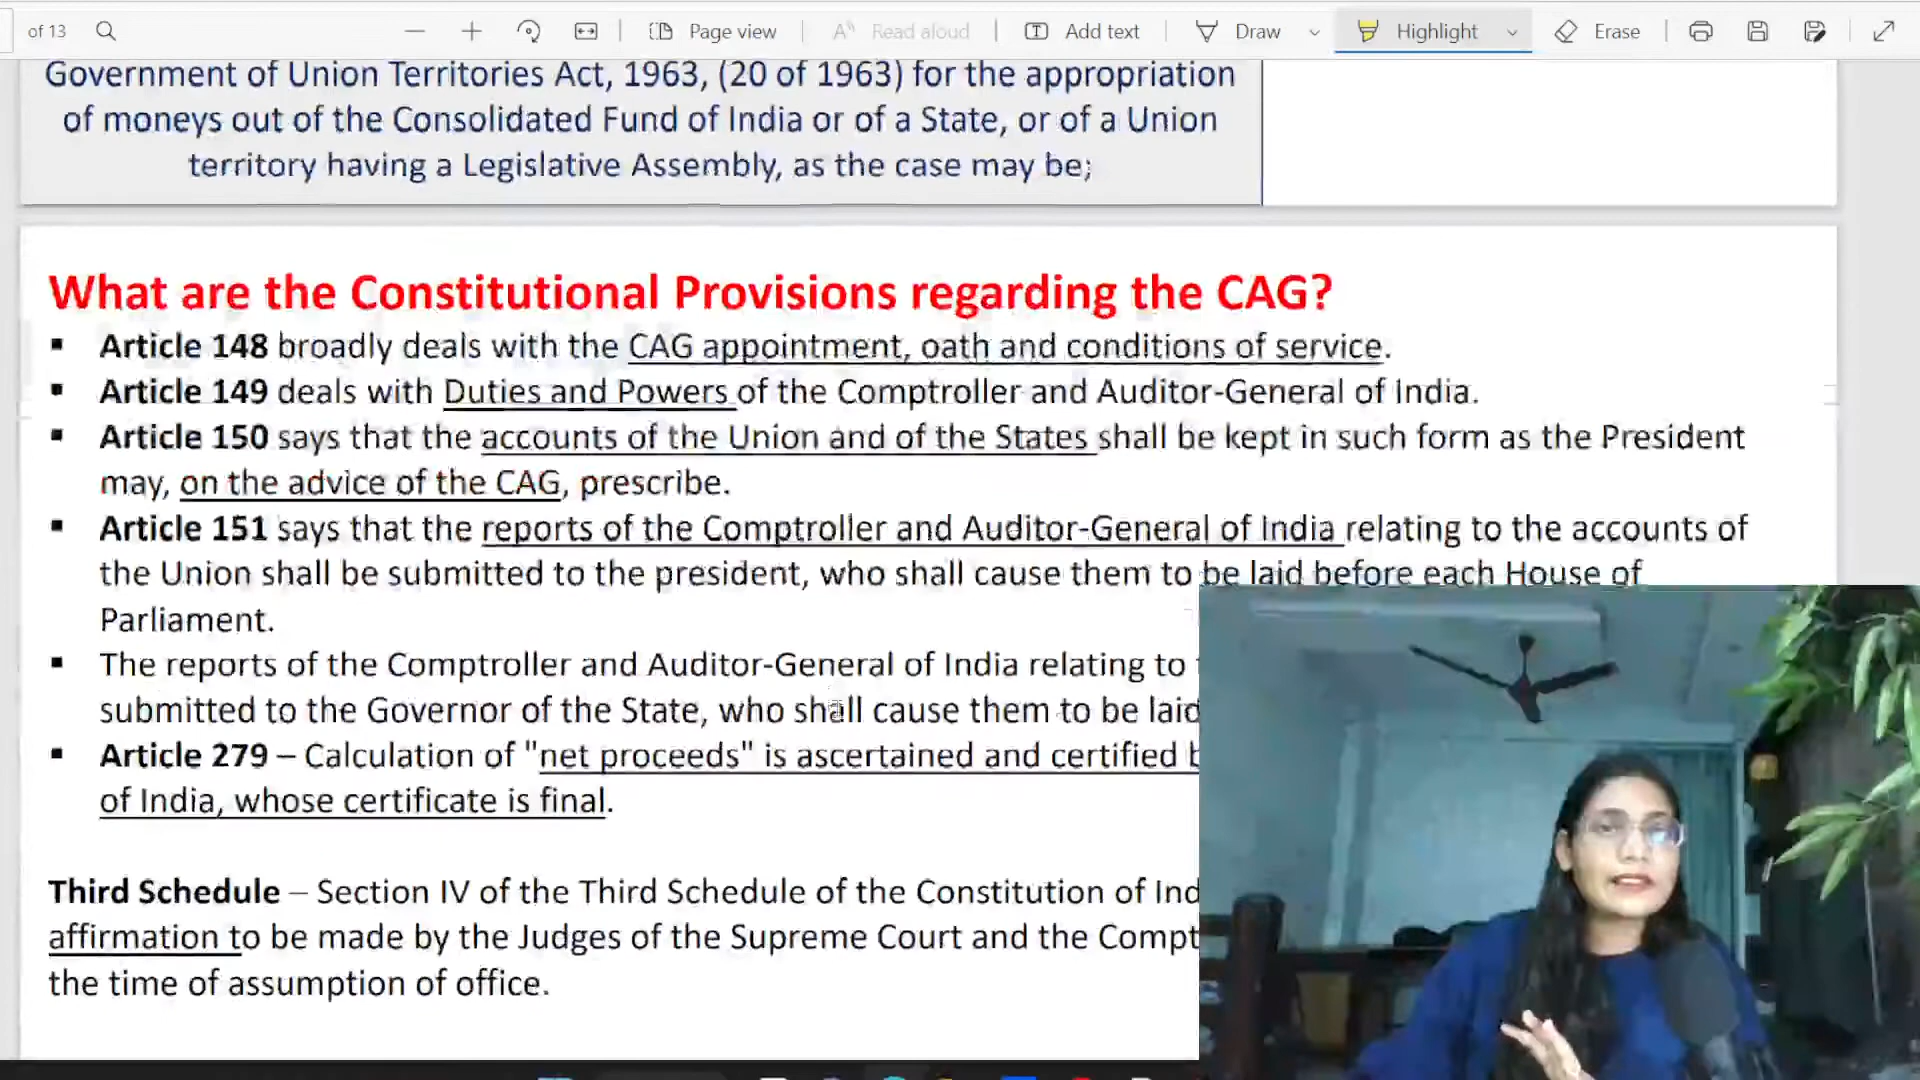 of 13 Page view Read aloud Add text Draw Highlight Erase
Government of Union Territories Act, 1963, (20 of 1963) for the appropriation
of moneys out of the Consolidated Fund of India or of a State, or of a Union
territory having a Legislative Assembly, as the case may be;
What are the Constitutional Provisions regarding the CAG?
▪ Article 148 broadly deals with the CAG appointment, oath and conditions of service.
▪ Article 149 deals with Duties and Powers of the Comptroller and Auditor-General of India.
▪ Article 150 says that the accounts of the Union and of the States shall be kept in such form as the President
may, on the advice of the CAG, prescribe.
▪ Article 151 says that the reports of the Comptroller and Auditor-General of India relating to the accounts of
the Union shall be submitted to the president, who shall cause them to be laid before each House of
Parliament.
▪ The reports of the Comptroller and Auditor-General of India relating to
submitted to the Governor of the State, who shall cause them to be laid
▪ Article 279 – Calculation of "net proceeds" is ascertained and certified
of India, whose certificate is final.
Third Schedule – Section IV of the Third Schedule of the Constitution of Ind
affirmation to be made by the Judges of the Supreme Court and the Compt
the time of assumption of office.